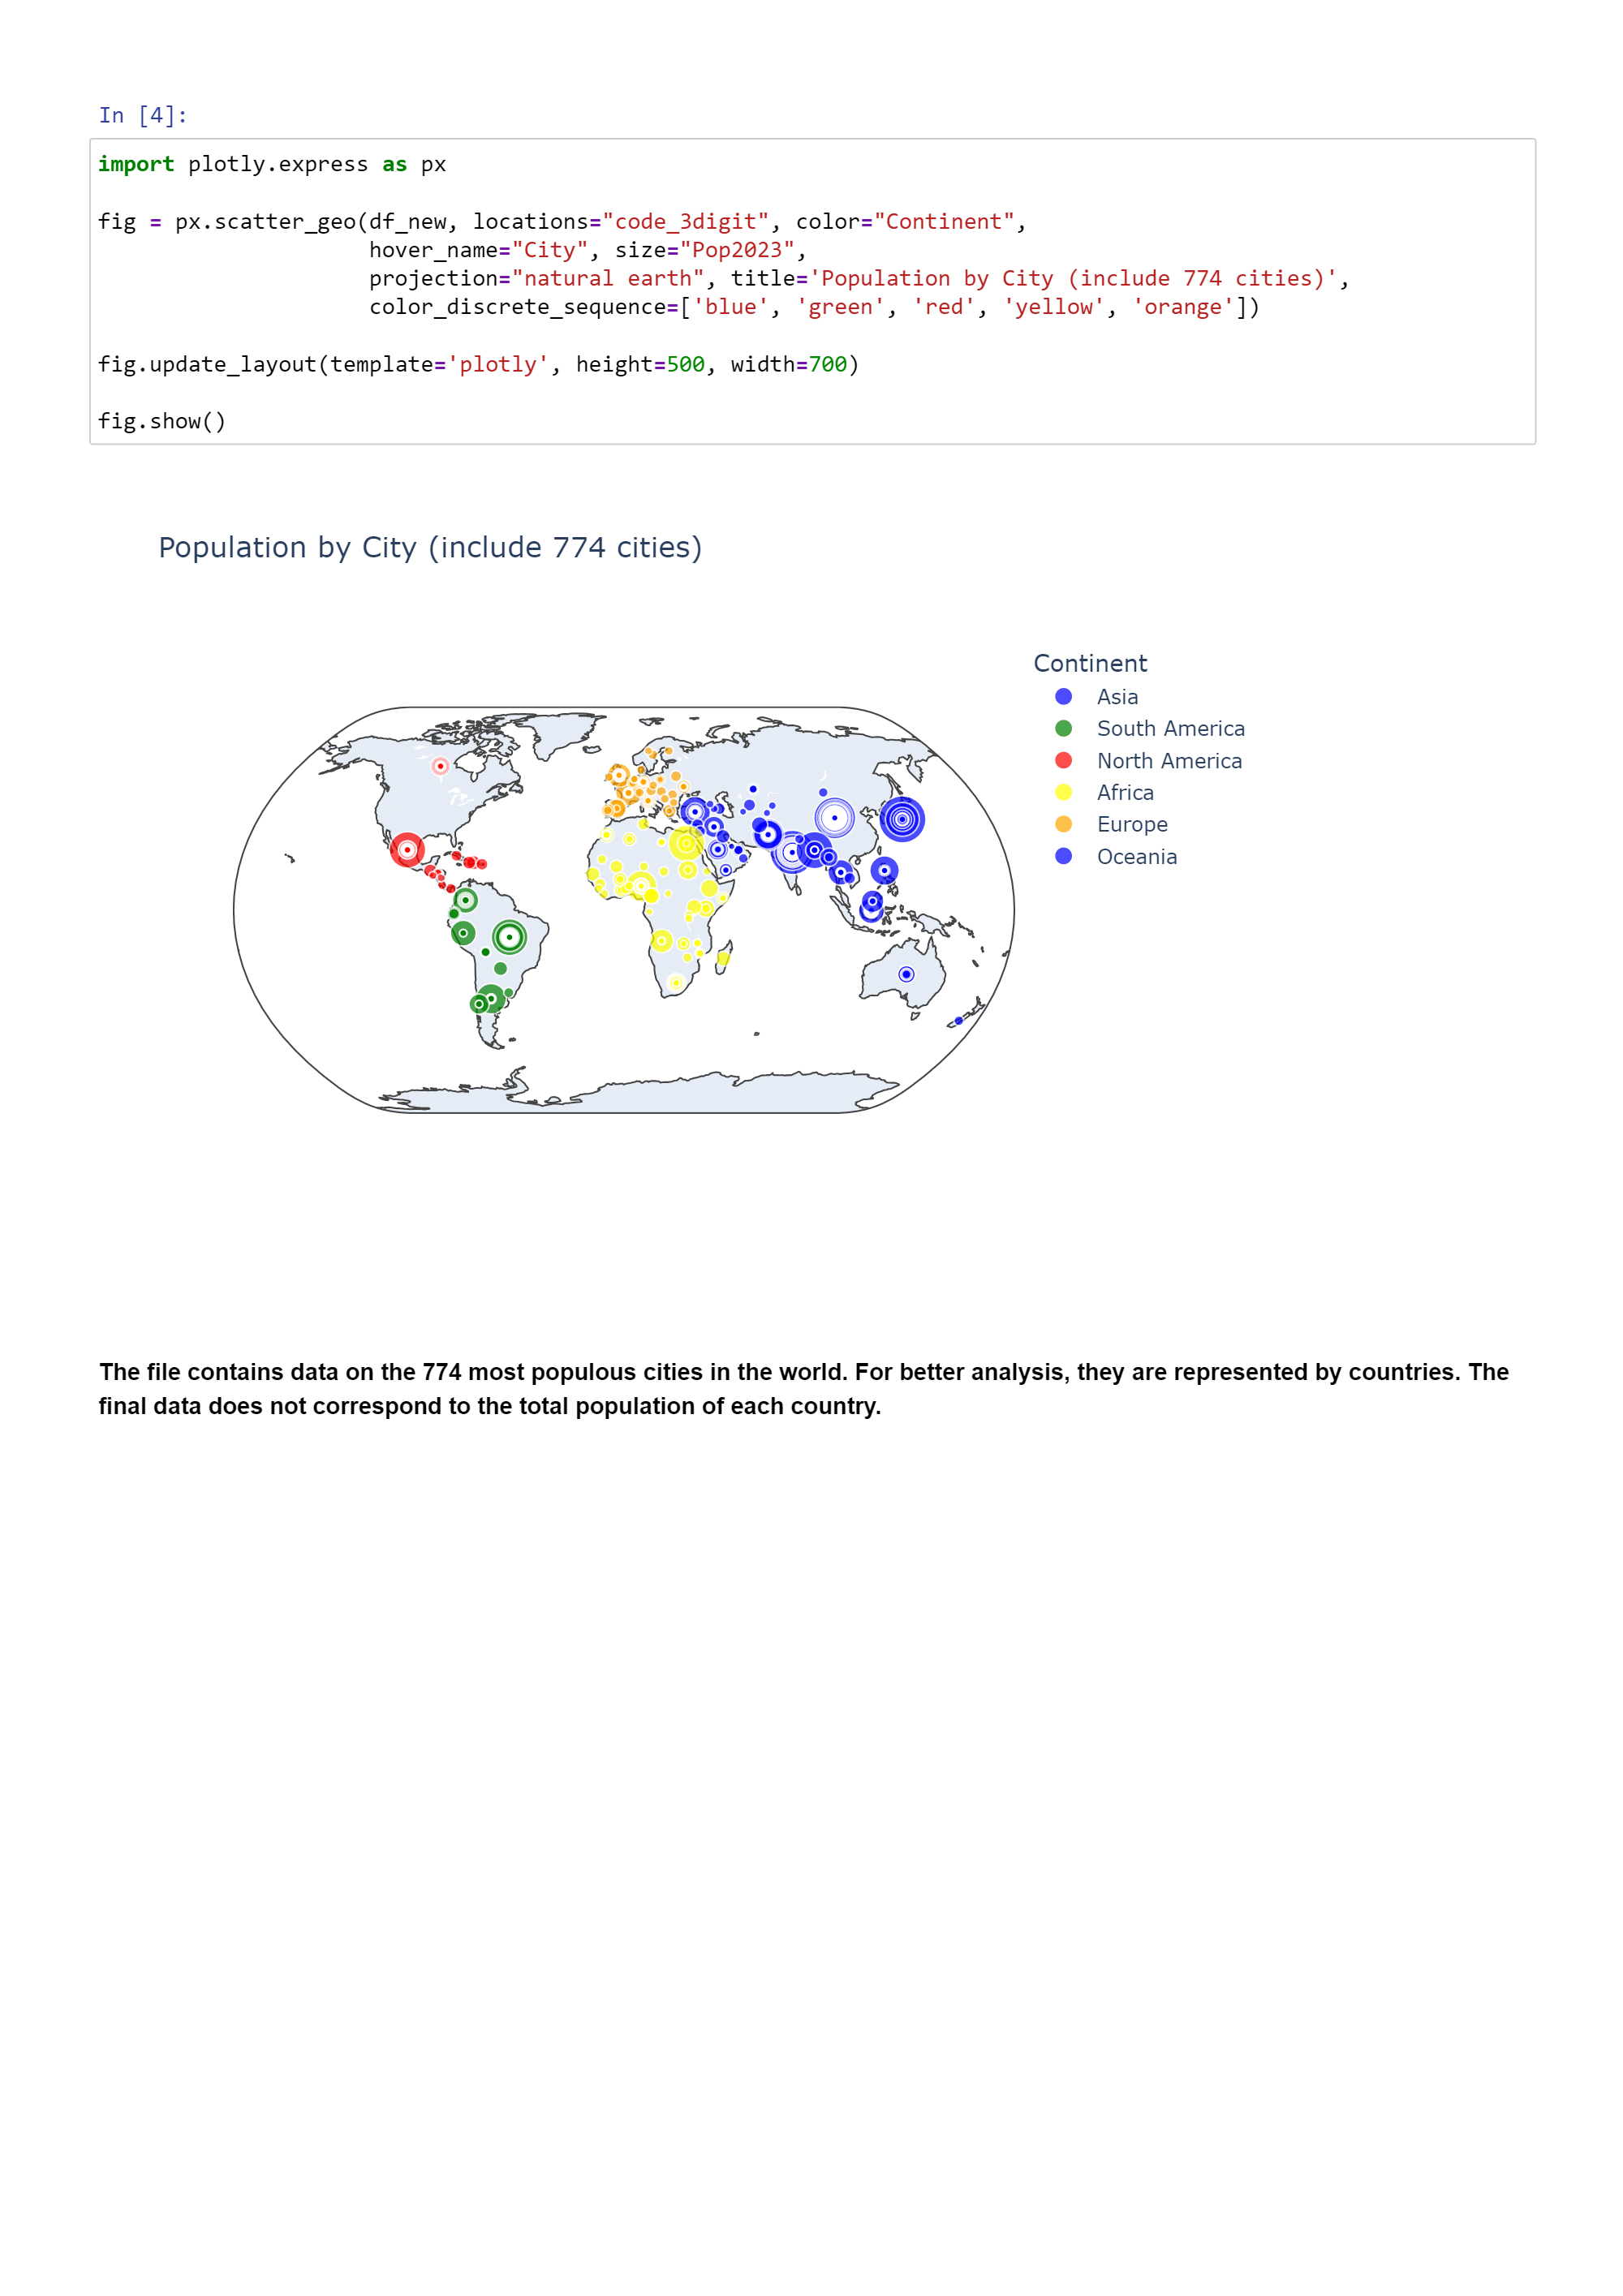 In [4]:
import plotly.express as px
fig = px.scatter_geo(df_new, locations="code_3digit", color="Continent",
hover_name="City", size="Pop2023",
projection="natural earth", title='Population by City (include 774 cities)',
color_discrete_sequence=['blue', 'green', 'red', 'yellow', 'orange'])
fig.update_layout(template='plotly', height=500, width=700)
fig.show()
Population by City (include 774 cities)
Continent
Asia
South America
North America
Africa
Europe
Oceania
The file contains data on the 774 most populous cities in the world. For better analysis, they are represented by countries. The
final data does not correspond to the total population of each country.